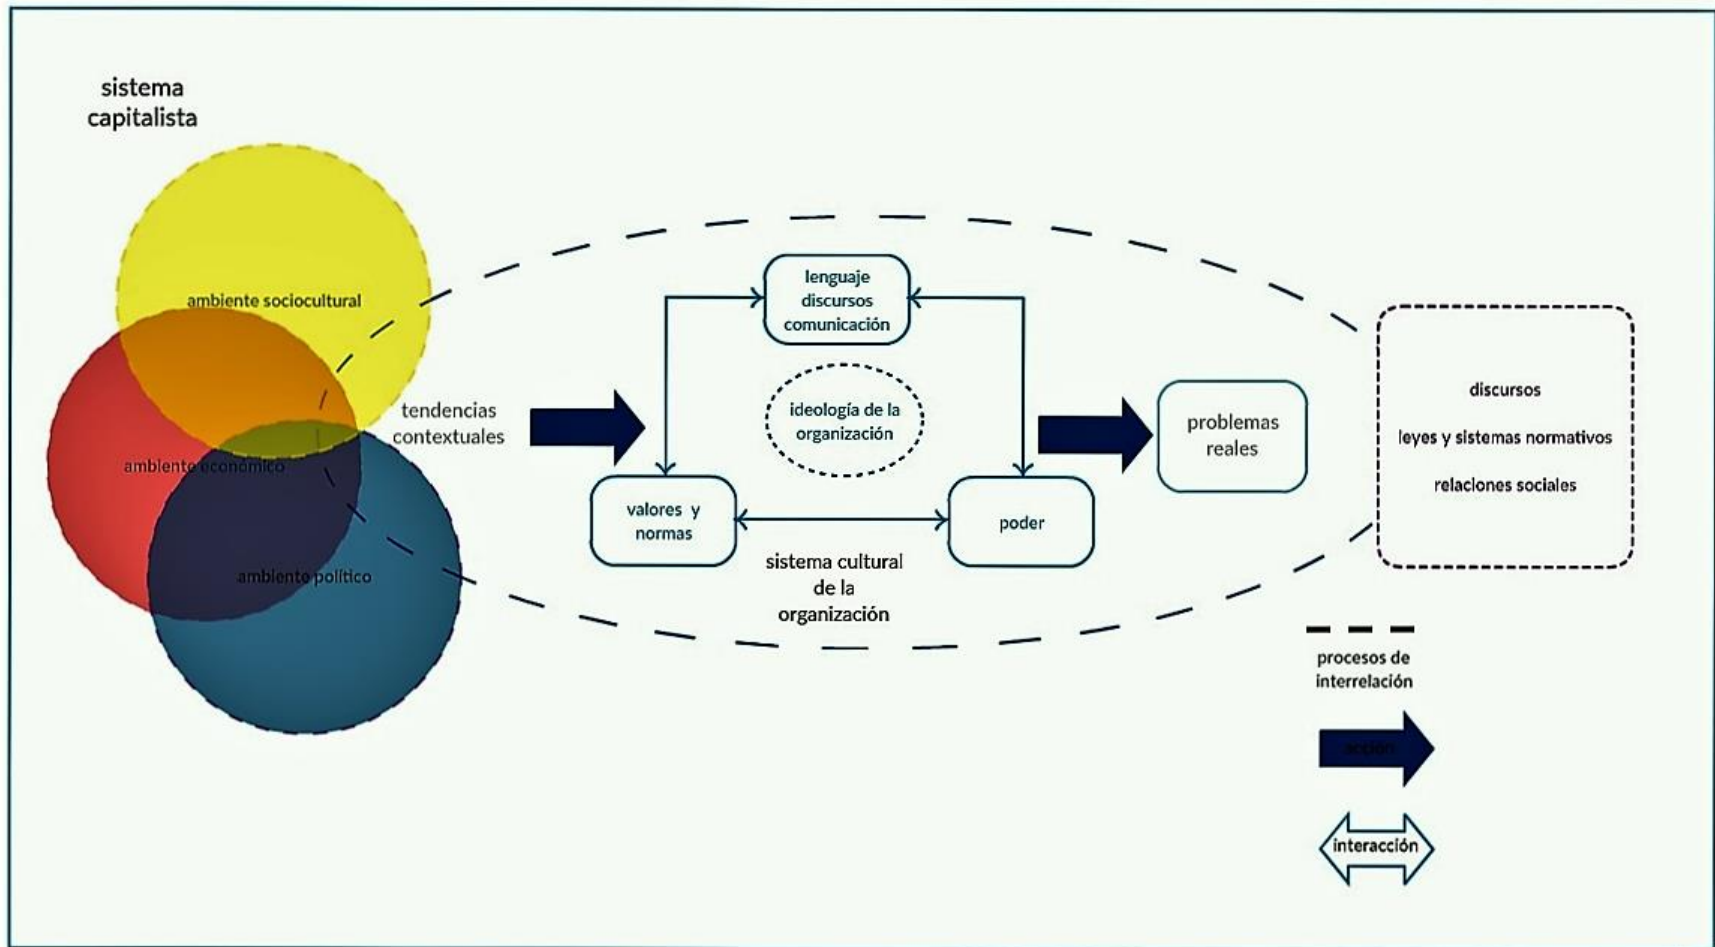 sistema
capitalista
ambiente sociocultural
ambiente económico
ambiente político
tendencias
contextuales
lenguaje
discursos
comunicación
ideología de la
organización
valores y
normas
poder
sistema cultural
de la
organización
problemas
reales
discursos
leyes y sistemas normativos
relaciones sociales
procesos de
interrelación
acción
interacción